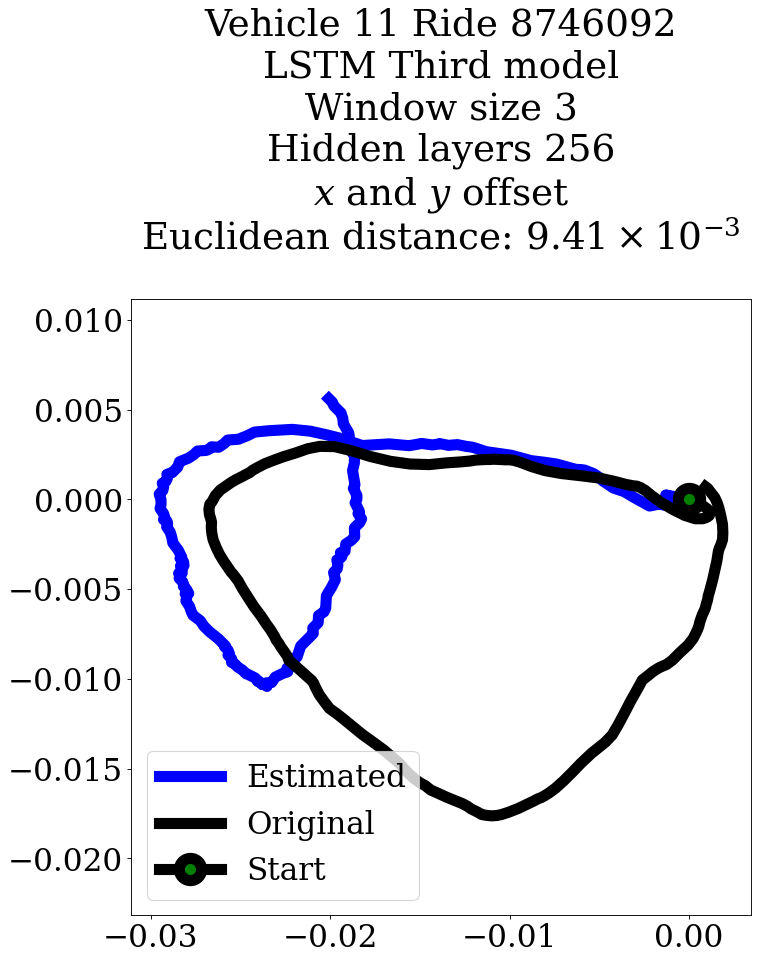 Vehicle 11 Ride 8746092
LSTM Third model
Window size 3
Hidden layers 256
x and y offset
Euclidean distance: 9.41 × 10⁻³
0.010
0.005
0.000
−0.005
−0.010
−0.015
−0.020
Estimated
Original
Start
−0.03 −0.02 −0.01 0.00